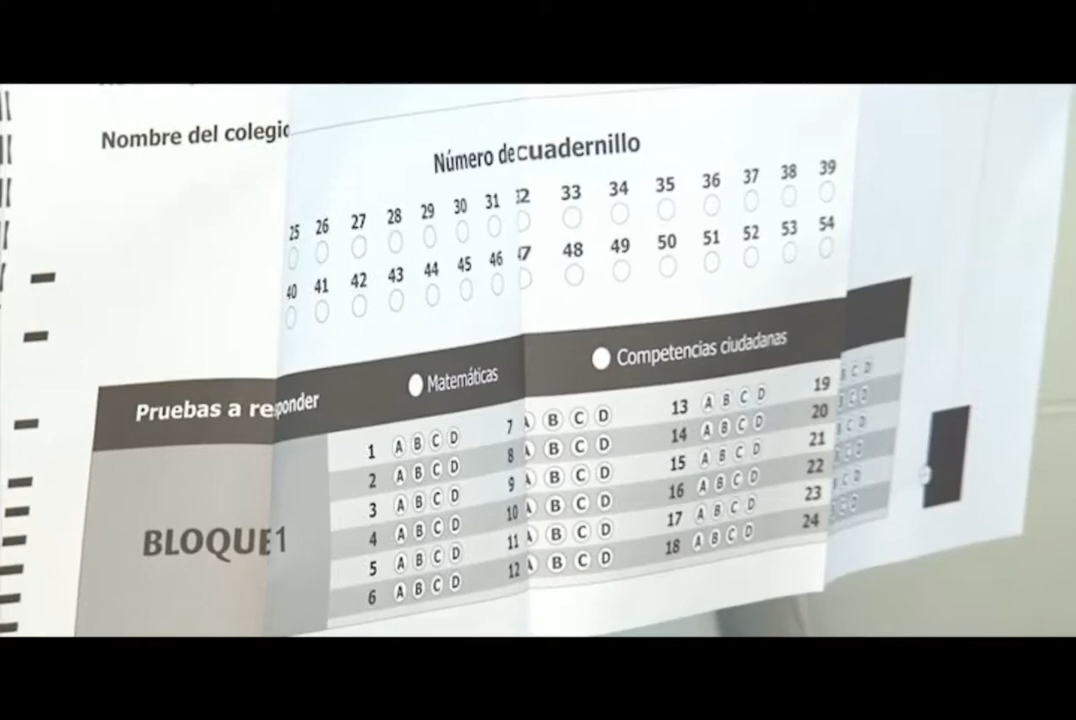 Nombre del colegio
Número de cuadernillo
25 26 27 28 29 30 31 32 33 34 35 36 37 38 39
40 41 42 43 44 45 46 47 48 49 50 51 52 53 54
Pruebas a responder Matemáticas Competencias ciudadanas
BLOQUE 1
1 A B C D 7 A B C D 13 A B C D 19 B C D
2 A B C D 8 A B C D 14 A B C D 20 B C D
3 A B C D 9 A B C D 15 A B C D 21 B C D
4 A B C D 10 A B C D 16 A B C D 22 B C D
5 A B C D 11 A B C D 17 A B C D 23 B C D
6 A B C D 12 A B C D 18 A B C D 24 B C D